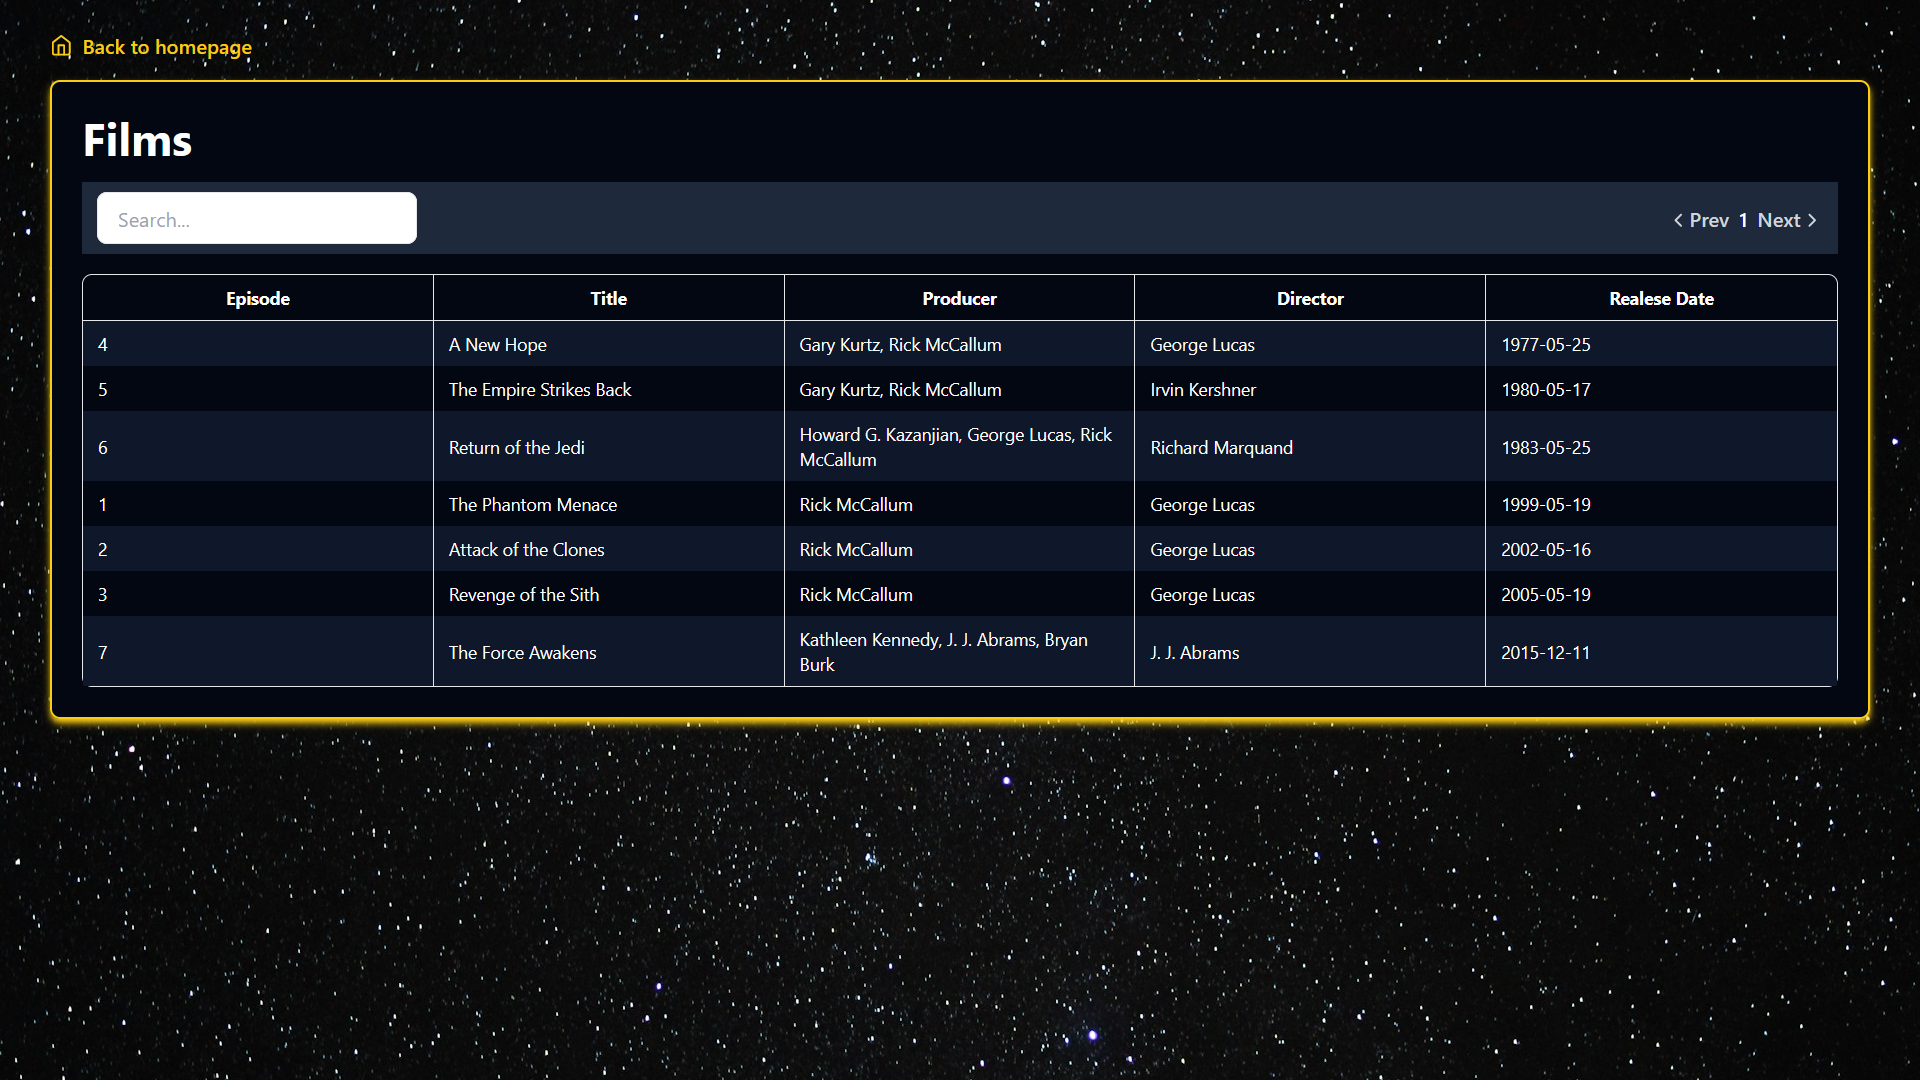 Back to homepage
Films
Search...
Prev 1 Next
Episode Title Producer Director Realese Date
4 A New Hope Gary Kurtz, Rick McCallum George Lucas 1977-05-25
5 The Empire Strikes Back Gary Kurtz, Rick McCallum Irvin Kershner 1980-05-17
6 Return of the Jedi Howard G. Kazanjian, George Lucas, Rick
McCallum Richard Marquand 1983-05-25
1 The Phantom Menace Rick McCallum George Lucas 1999-05-19
2 Attack of the Clones Rick McCallum George Lucas 2002-05-16
3 Revenge of the Sith Rick McCallum George Lucas 2005-05-19
7 The Force Awakens Kathleen Kennedy, J. J. Abrams, Bryan
Burk J. J. Abrams 2015-12-11